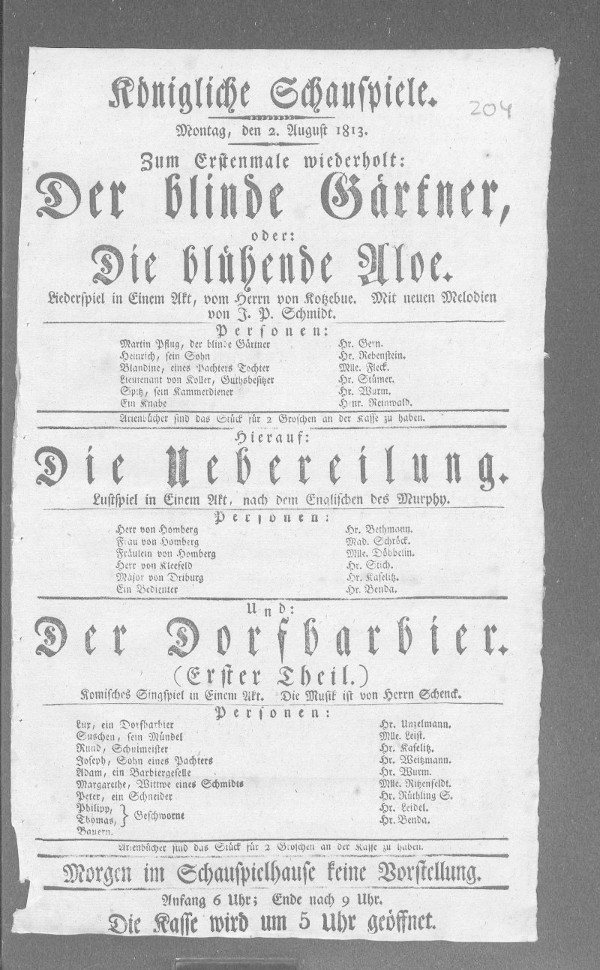 Königliche Schauspiele.
204
Montag, den 2. August 1813.
Zum Erstenmale wiederholt:
Der blinde Gärtner,
oder:
Die blühende Aloe.
Liederspiel in Einem Akt, vom Herrn von Kotzebue. Mit neuen Melodien
von J. P. Schmidt.
Personen:
Martin Pflug, der blinde Gärtner Hr. Gern.
Heinrich, sein Sohn Hr. Rebenstein.
Blandine, eines Pachters Tochter Mlle. Fleck.
Lieutenant von Koller, Guthsbesitzer Hr. Stümer.
Spitz, sein Kammerdiener Hr. Wurm.
Ein Knabe Heinr. Reinwald.
Arienbücher sind das Stück für 2 Groschen an der Kasse zu haben.
Hierauf:
Die Uebereilung.
Lustspiel in Einem Akt, nach dem Englischen des Murphy.
Personen:
Herr von Homberg Hr. Bethmann.
Frau von Homberg Mad. Schröck.
Fräulein von Homberg Mlle. Döbbelin.
Herr von Kleefeld Hr. Stich.
Major von Driburg Hr. Kaselitz.
Ein Bedienter Hr. Benda.
Und:
Der Dorfbarbier.
(Erster Theil.)
Komisches Singspiel in Einem Akt. Die Musik ist von Herrn Schenck.
Personen:
Lux, ein Dorfbarbier Hr. Unzelmann.
Suschen, sein Mündel Mlle. Leist.
Rund, Schulmeister Hr. Kaselitz.
Joseph, Sohn eines Pachters Hr. Weitzmann.
Adam, ein Barbiergeselle Hr. Wurm.
Margarethe, Wittwe eines Schmidts Mlle. Ritzenfeldt.
Peter, ein Schneider Hr. Rüthling S.
Philipp, } Geschworne Hr. Leidel.
Thomas, Hr. Benda.
Bauern.
Arienbücher sind das Stück für 2 Groschen an der Kasse zu haben.
Morgen im Schauspielhause keine Vorstellung.
Anfang 6 Uhr; Ende nach 9 Uhr.
Die Kasse wird um 5 Uhr geöffnet.